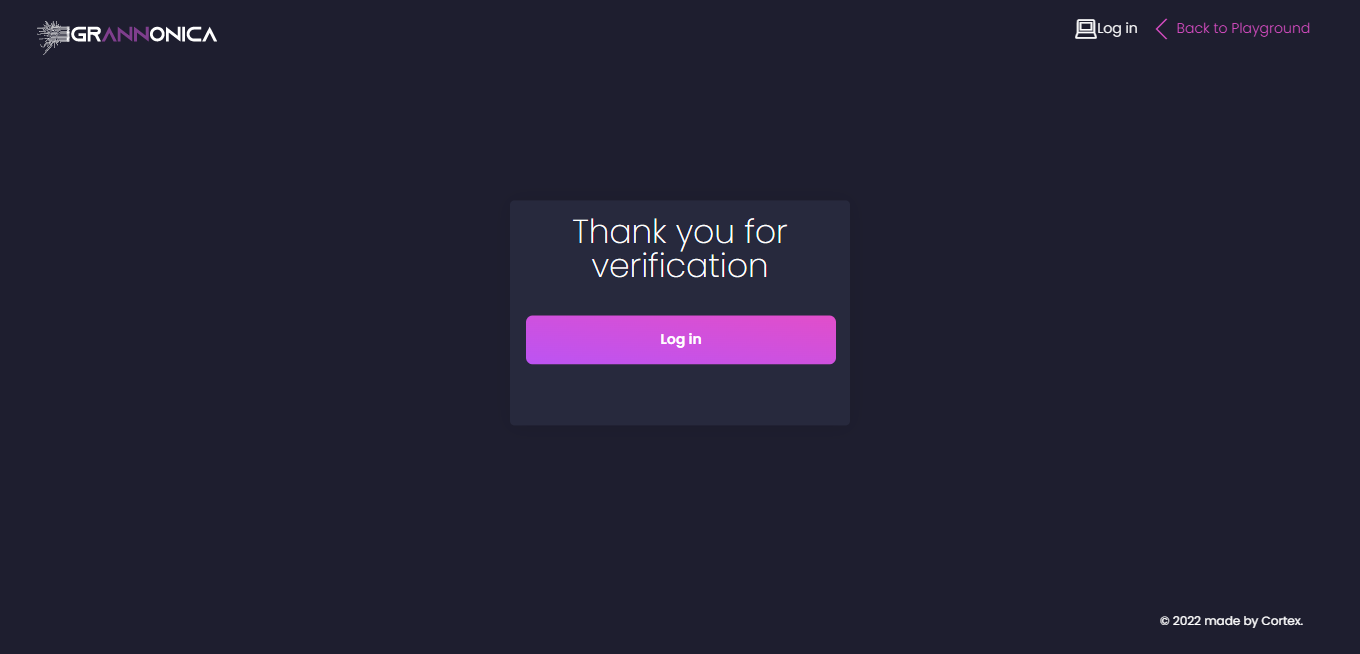 IGRANNONICA
Log in
Back to Playground
Thank you for
verification
Log in
© 2022 made by Cortex.